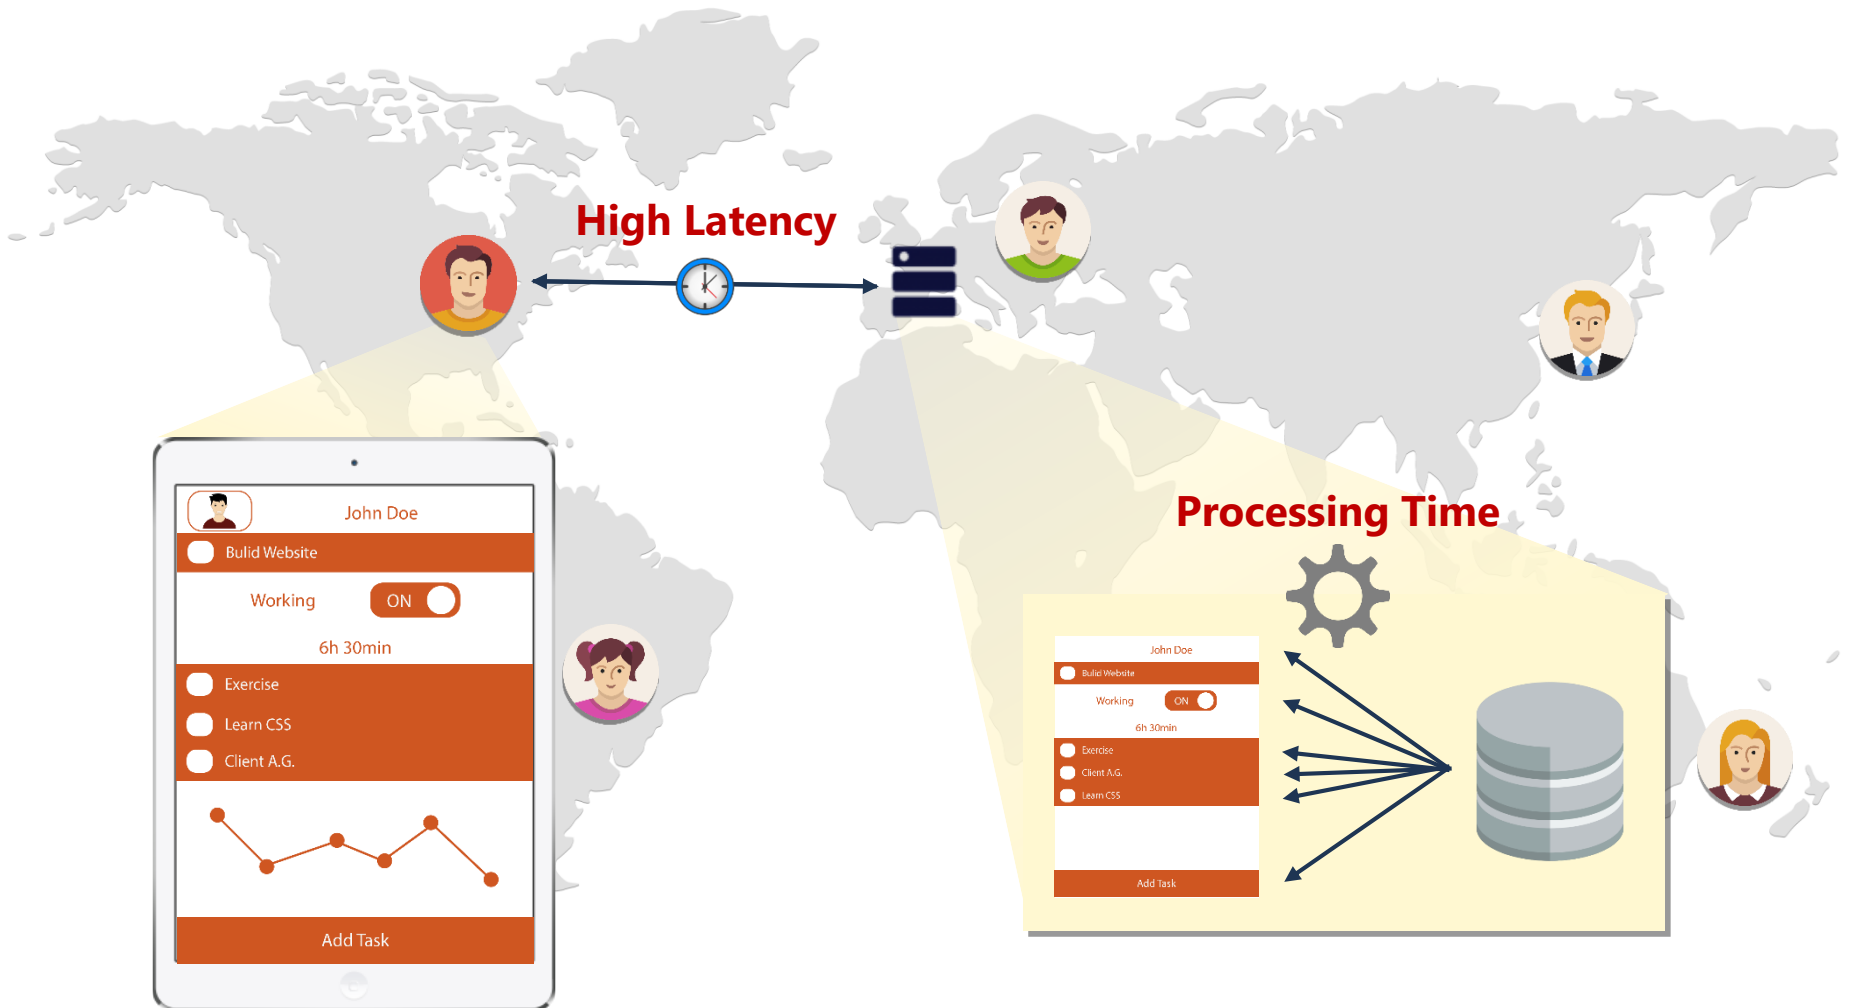 High Latency
John Doe
Bulid Website
Working
ON
6h 30min
Exercise
Learn CSS
Client A.G.
Add Task
Processing Time
John Doe
Bulid Website
Working
ON
6h 30min
Exercise
Client A.G.
Learn CSS
Add Task